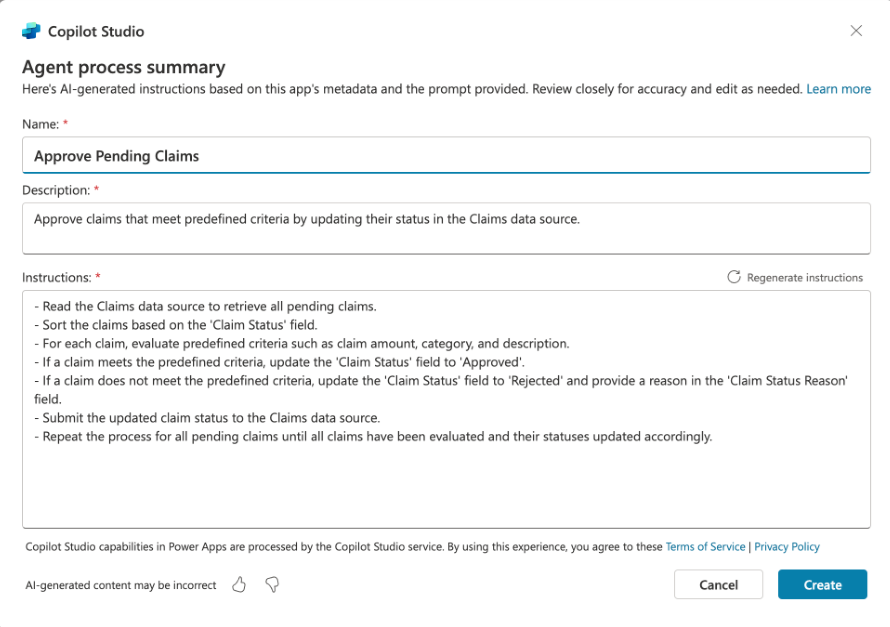 Copilot Studio
Agent process summary
Here's AI-generated instructions based on this app's metadata and the prompt provided. Review closely for accuracy and edit as needed. Learn more
Name: *
Approve Pending Claims
Description: *
Approve claims that meet predefined criteria by updating their status in the Claims data source.
Instructions: *
Regenerate instructions
- Read the Claims data source to retrieve all pending claims.
- Sort the claims based on the 'Claim Status' field.
- For each claim, evaluate predefined criteria such as claim amount, category, and description.
- If a claim meets the predefined criteria, update the 'Claim Status' field to 'Approved'.
- If a claim does not meet the predefined criteria, update the 'Claim Status' field to 'Rejected' and provide a reason in the 'Claim Status Reason'
field.
- Submit the updated claim status to the Claims data source.
- Repeat the process for all pending claims until all claims have been evaluated and their statuses updated accordingly.
Copilot Studio capabilities in Power Apps are processed by the Copilot Studio service. By using this experience, you agree to these Terms of Service | Privacy Policy
AI-generated content may be incorrect
Cancel
Create